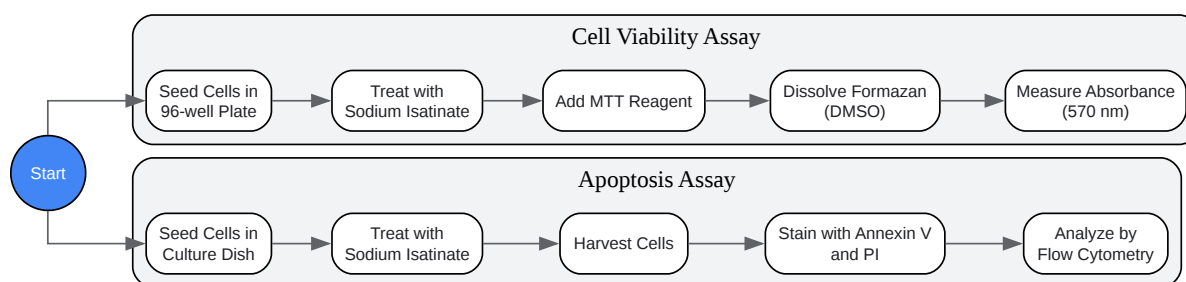 Cell Viability Assay
Seed Cells in
96-well Plate
Treat with
Sodium Isatinate
Add MTT Reagent
Dissolve Formazan
(DMSO)
Measure Absorbance
(570 nm)
Start
Apoptosis Assay
Seed Cells in
Culture Dish
Treat with
Sodium Isatinate
Harvest Cells
Stain with Annexin V
and PI
Analyze by
Flow Cytometry